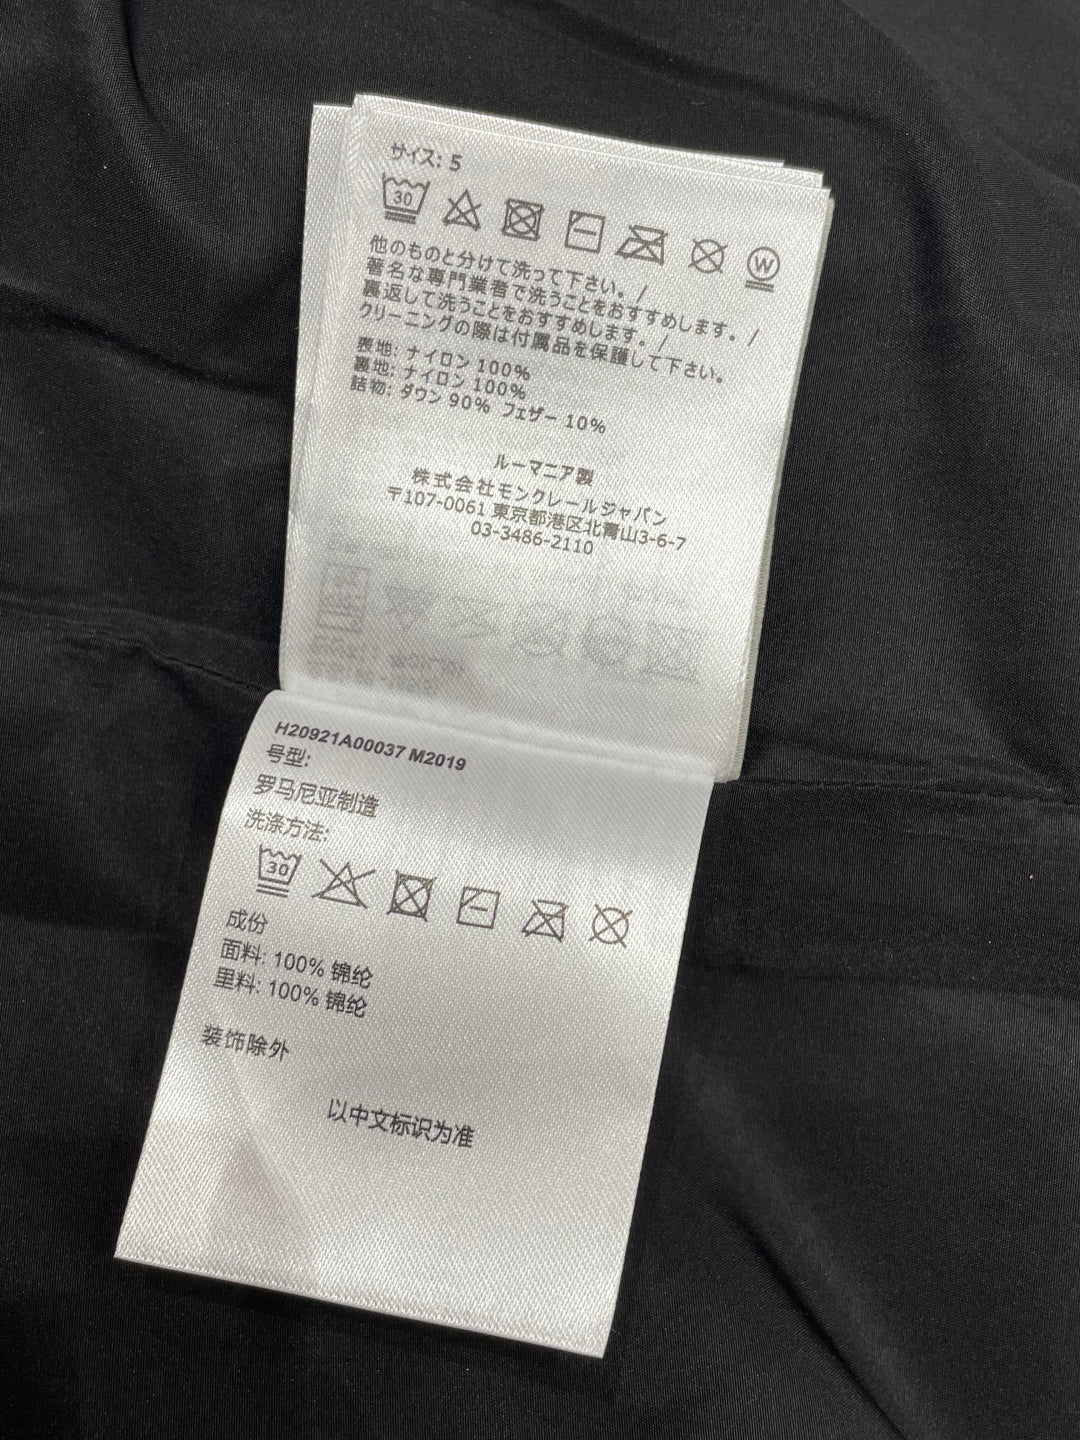 サイズ: 5
30
W
他のものと分けて洗って下さい。/
著名な専門業者で洗うことをおすすめします。/
裏返して洗うことをおすすめします。/
クリーニングの際は付属品を保護して下さい。
表地: ナイロン 100%
裏地: ナイロン 100%
詰物: ダウン 90% フェザー 10%
ルーマニア製
株式会社モンクレールジャパン
〒107-0061 東京都港区北青山3-6-7
03-3486-2110
H20921A00037 M2019
号型:
罗马尼亚制造
洗涤方法:
30
成份
面料: 100% 锦纶
里料: 100% 锦纶
装饰除外
以中文标识为准